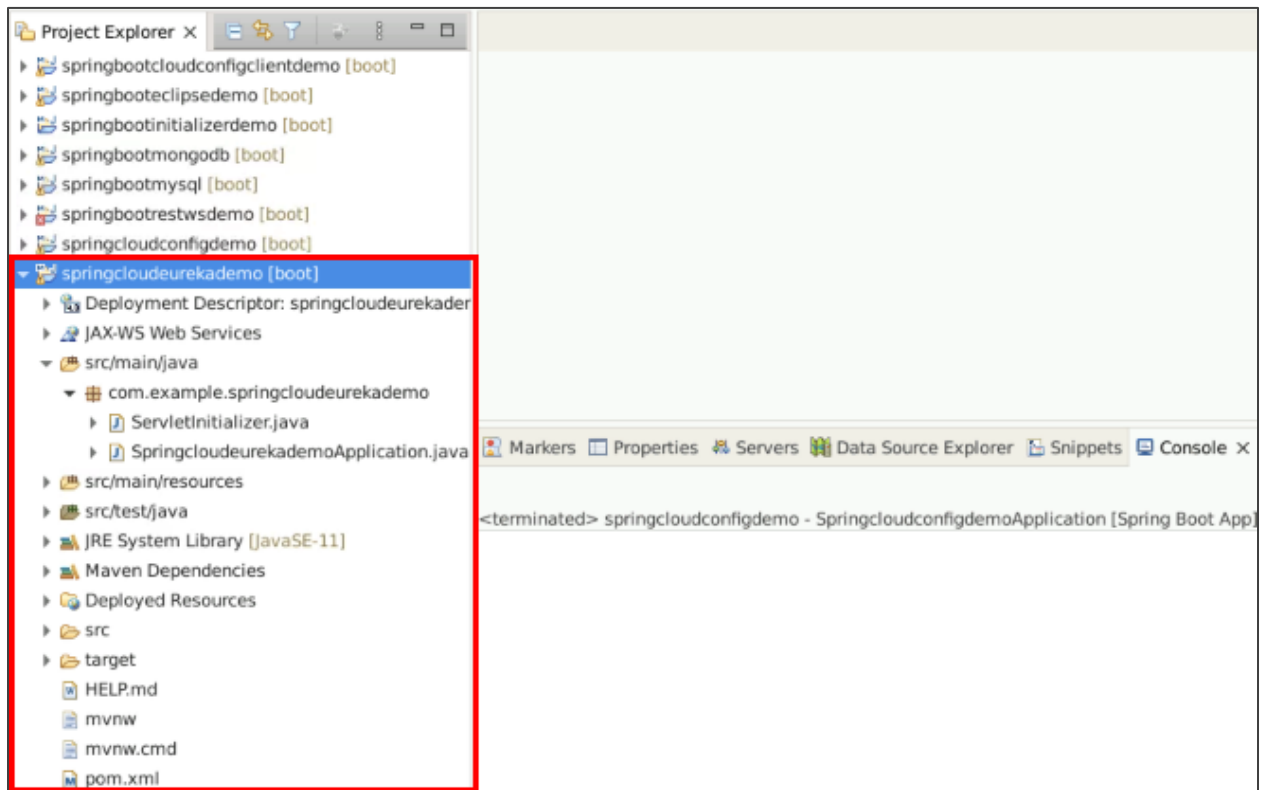 Project Explorer
springbootcloudconfigclientdemo [boot]
springbooteclipsedemo [boot]
springbootinitializerdemo [boot]
springbootmongodb [boot]
springbootmysql [boot]
springbootrestwsdemo [boot]
springcloudconfigdemo [boot]
springcloudeurekademo [boot]
Deployment Descriptor: springcloudeurekader
JAX-WS Web Services
src/main/java
com.example.springcloudeurekademo
ServletInitializer.java
SpringcloudeurekademoApplication.java
src/main/resources
src/test/java
JRE System Library [JavaSE-11]
Maven Dependencies
Deployed Resources
src
target
HELP.md
mvnw
mvnw.cmd
pom.xml
Markers Properties Servers Data Source Explorer Snippets Console
<terminated> springcloudconfigdemo - SpringcloudconfigdemoApplication [Spring Boot App]